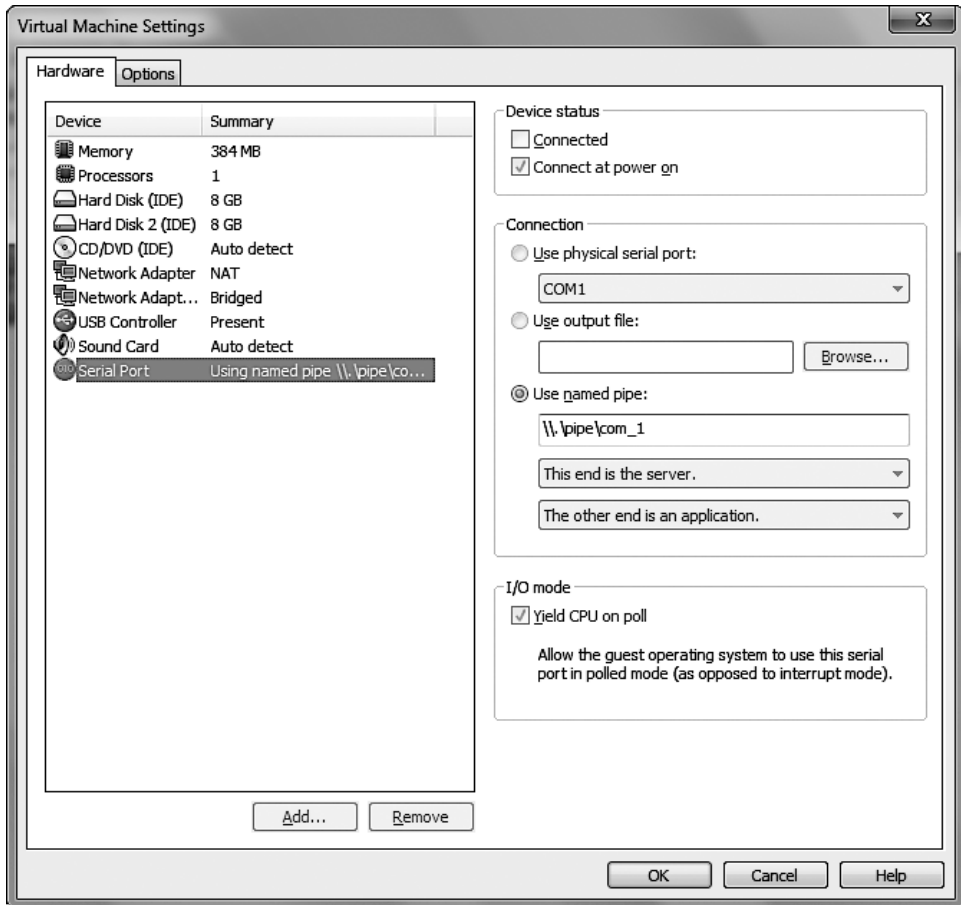 Virtual Machine Settings
x
Hardware
Options
Device Summary
Memory 384 MB
Processors 1
Hard Disk (IDE) 8 GB
Hard Disk 2 (IDE) 8 GB
CD/DVD (IDE) Auto detect
Network Adapter NAT
Network Adapt... Bridged
USB Controller Present
Sound Card Auto detect
Serial Port Using named pipe \\.\pipe\co...
Add...
Remove
Device status
Connected
Connect at power on
Connection
Use physical serial port:
COM1
Use output file:
Browse...
Use named pipe:
\\.\pipe\com_1
This end is the server.
The other end is an application.
I/O mode
Yield CPU on poll
Allow the guest operating system to use this serial
port in polled mode (as opposed to interrupt mode).
OK
Cancel
Help